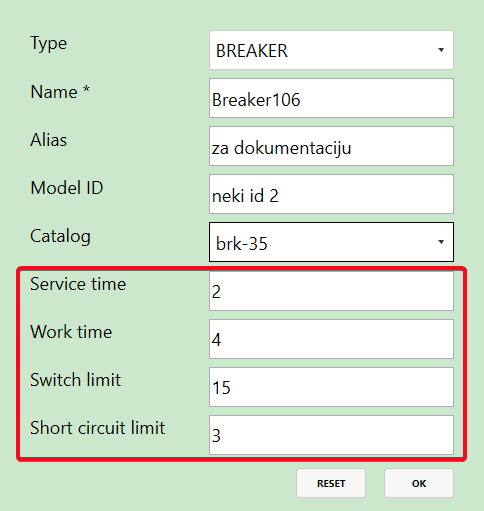 Type BREAKER
Name * Breaker106
Alias za dokumentaciju
Model ID neki id 2
Catalog brk-35
Service time 2
Work time 4
Switch limit 15
Short circuit limit 3
RESET OK